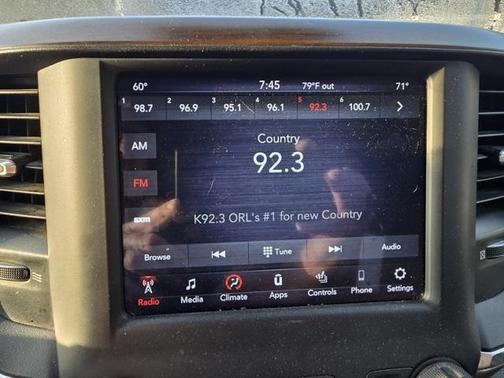 60° 7:45 79°F out 71°
1 98.7 2 96.9 3 95.1 4 96.1 5 92.3 6 100.7
Country
AM
92.3
FM
K92.3 ORL's #1 for new Country
sxm
Browse Tune Audio
Radio Media Climate Apps Controls Phone Settings